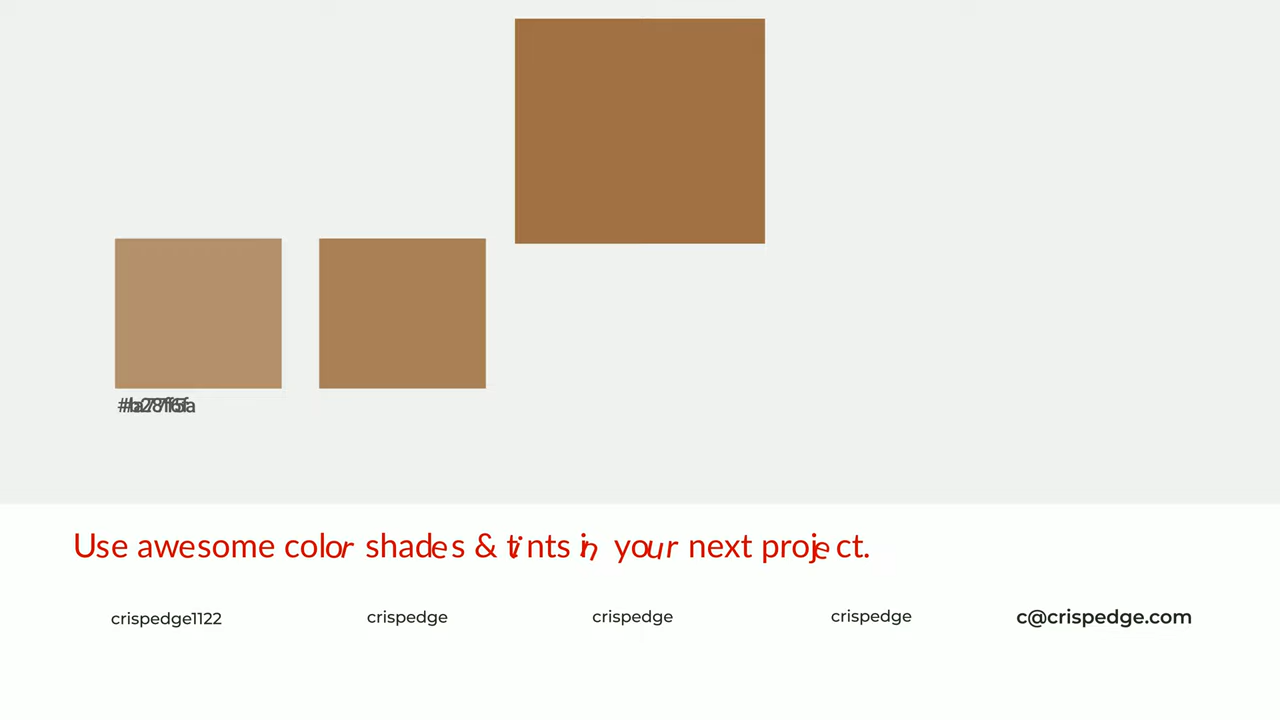 Use awesome color shades & tints in your next project.
crispedge1122 crispedge crispedge crispedge c@crispedge.com